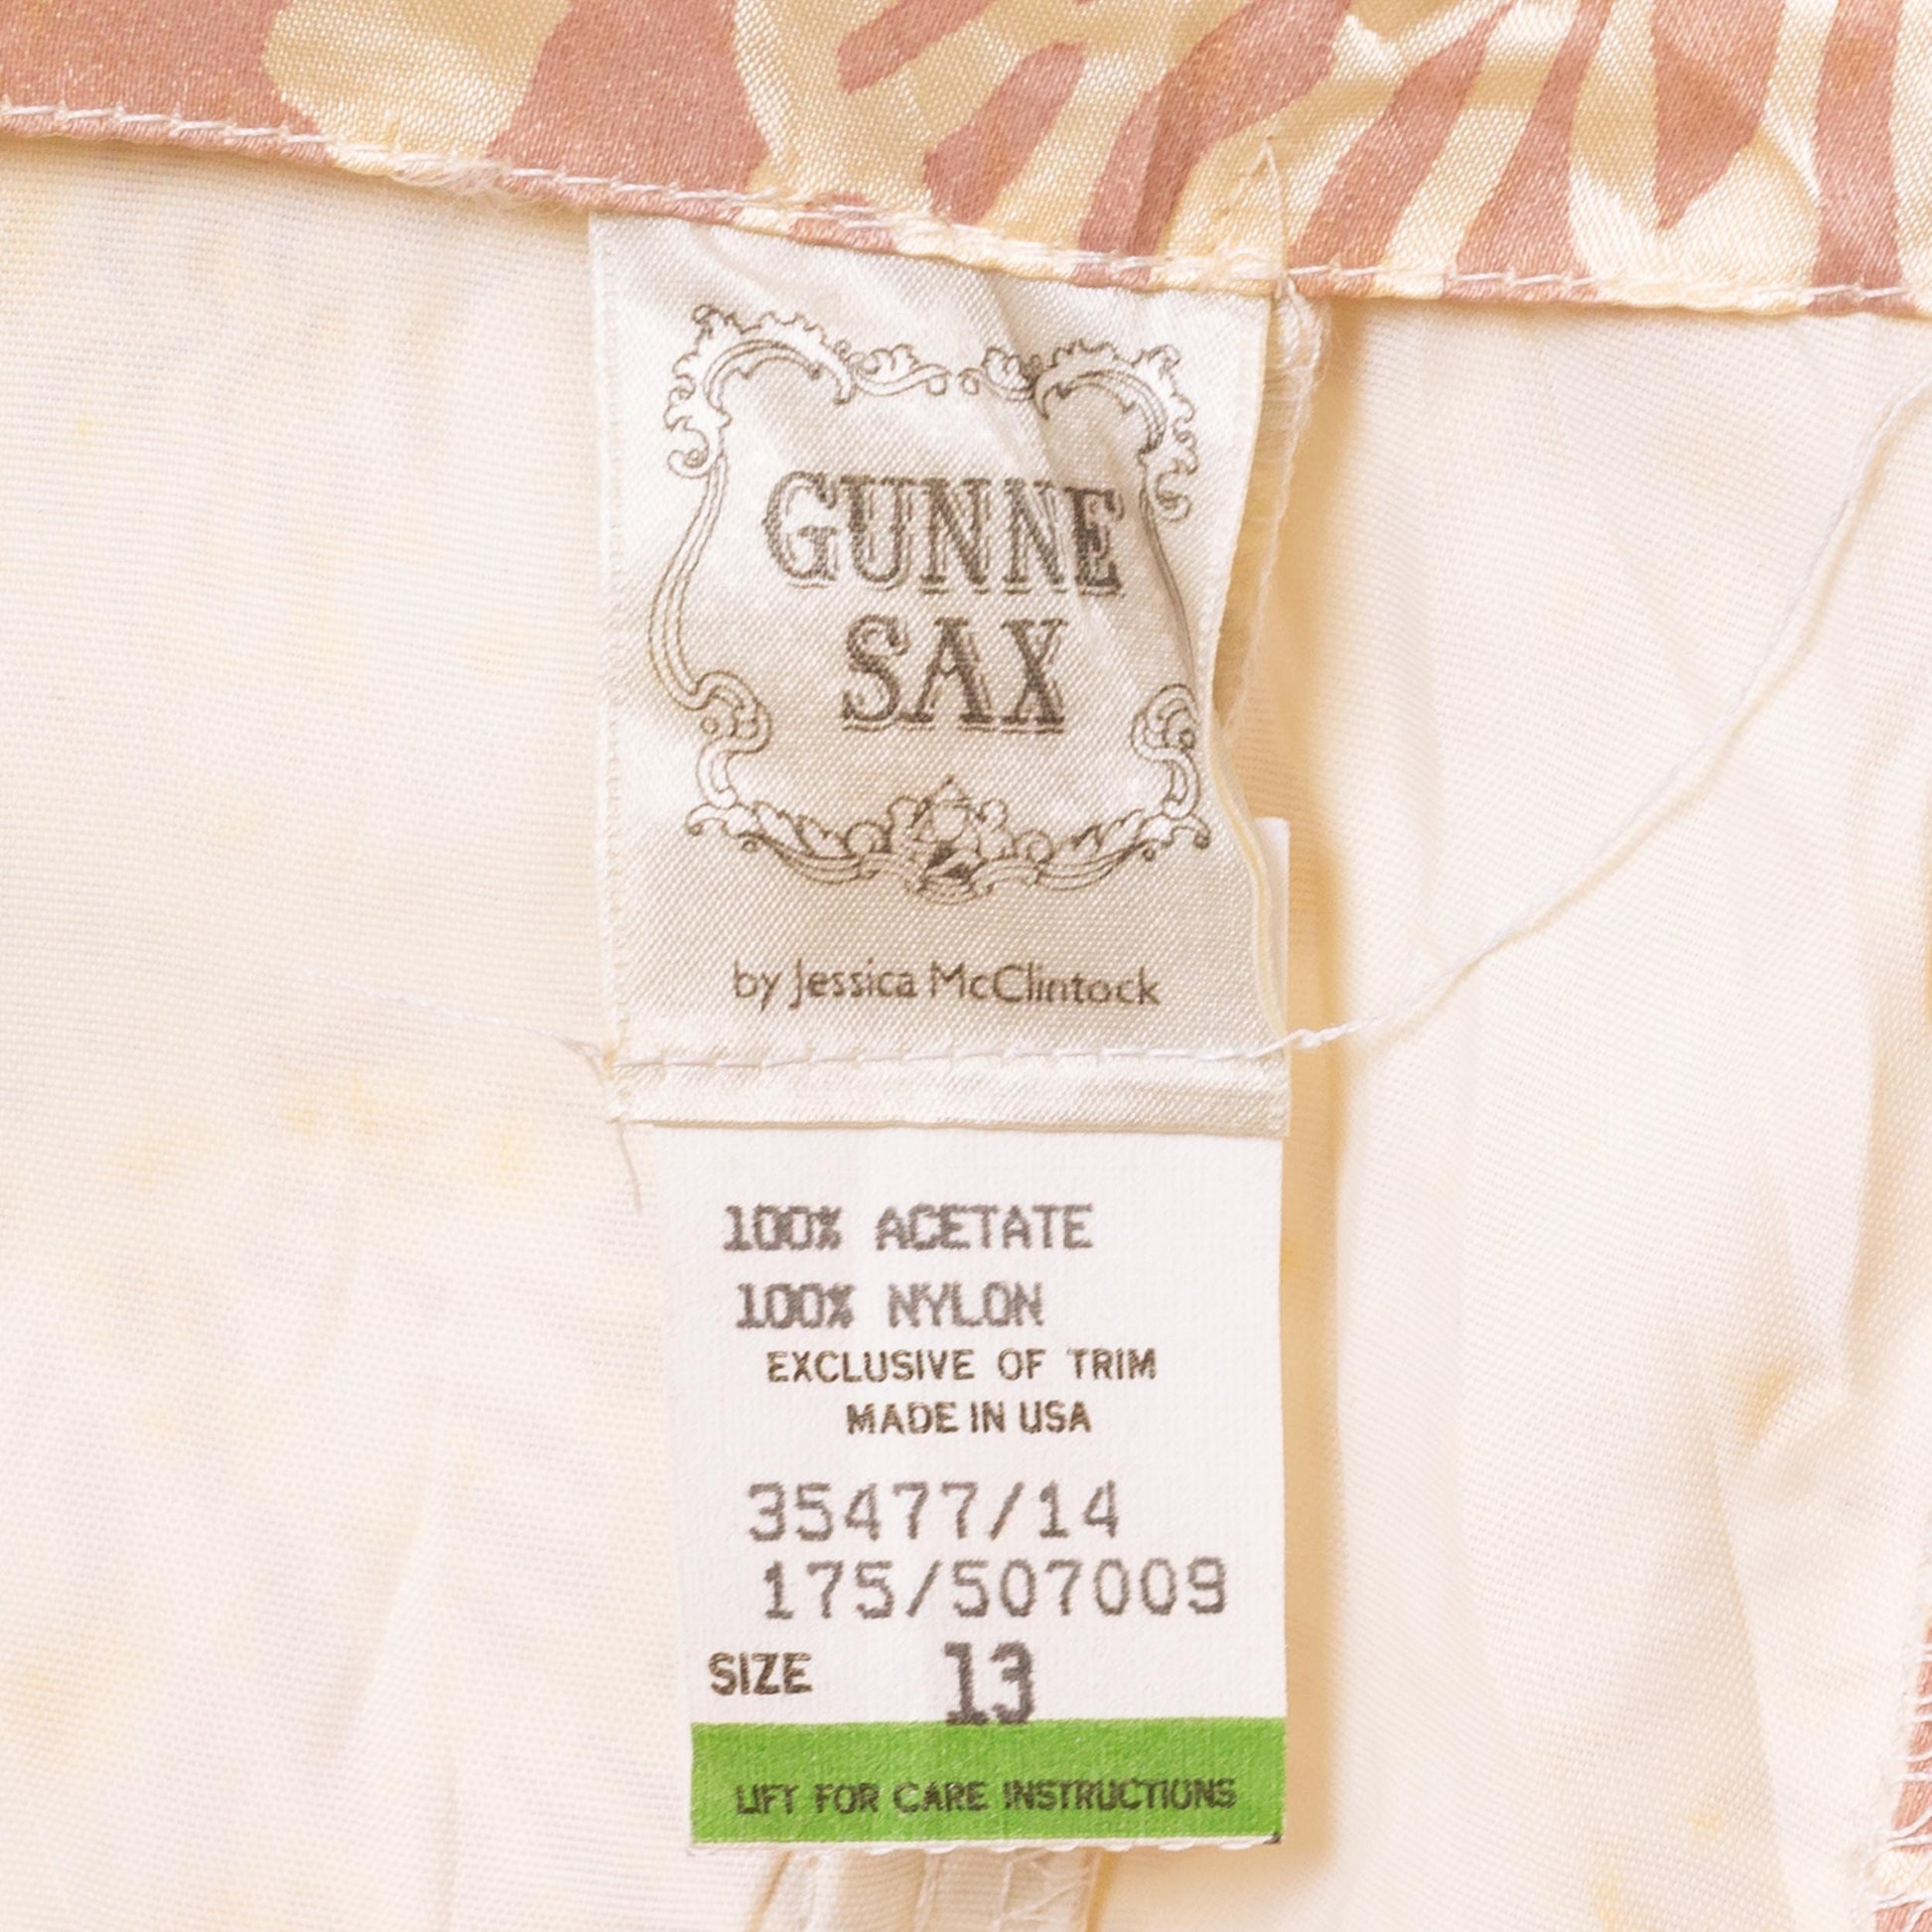 GUNNE
SAX
by Jessica McClintock
100% ACETATE
100% NYLON
EXCLUSIVE OF TRIM
MADE IN USA
35477/14
175/507009
SIZE 13
LIFT FOR CARE INSTRUCTIONS